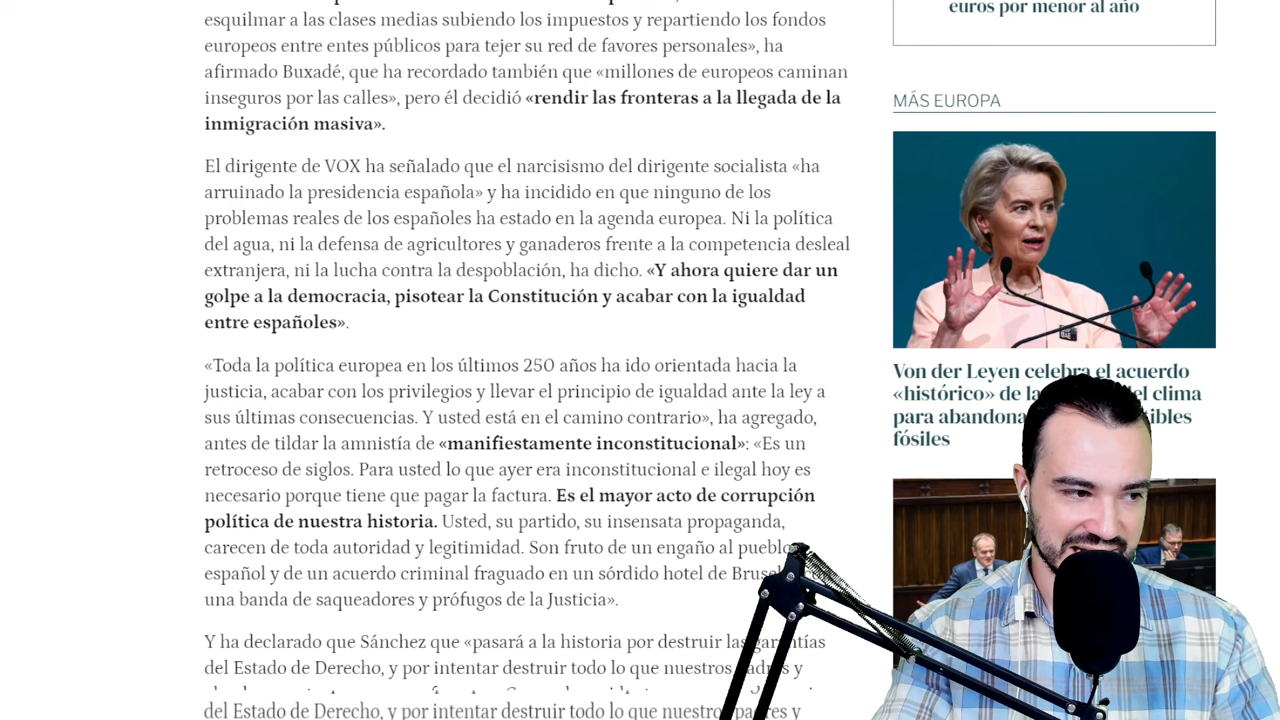 esquilmar a las clases medias subiendo los impuestos y repartiendo los fondos
europeos entre entes públicos para tejer su red de favores personales», ha
afirmado Buxadé, que ha recordado también que «millones de europeos caminan
inseguros por las calles», pero él decidió «rendir las fronteras a la llegada de la
inmigración masiva».
El dirigente de VOX ha señalado que el narcisismo del dirigente socialista «ha
arruinado la presidencia española» y ha incidido en que ninguno de los
problemas reales de los españoles ha estado en la agenda europea. Ni la política
del agua, ni la defensa de agricultores y ganaderos frente a la competencia desleal
extranjera, ni la lucha contra la despoblación, ha dicho. «Y ahora quiere dar un
golpe a la democracia, pisotear la Constitución y acabar con la igualdad
entre españoles».
«Toda la política europea en los últimos 250 años ha ido orientada hacia la
justicia, acabar con los privilegios y llevar el principio de igualdad ante la ley a
sus últimas consecuencias. Y usted está en el camino contrario», ha agregado,
antes de tildar la amnistía de «manifiestamente inconstitucional»: «Es un
retroceso de siglos. Para usted lo que ayer era inconstitucional e ilegal hoy es
necesario porque tiene que pagar la factura. Es el mayor acto de corrupción
política de nuestra historia. Usted, su partido, su insensata propaganda,
carecen de toda autoridad y legitimidad. Son fruto de un engaño al pueblo
español y de un acuerdo criminal fraguado en un sórdido hotel de
una banda de saqueadores y prófugos de la Justicia».
Y ha declarado que Sánchez que «pasará a la historia por destruir las garantías
del Estado de Derecho, y por intentar destruir todo lo que nuestros padres y
del Estado de Derecho, y por intentar destruir todo lo que nuestros padres y
euros por menor al año
MÁS EUROPA
Von der Leyen celebra el acuerdo
«histórico» de la del clima
para
fósiles